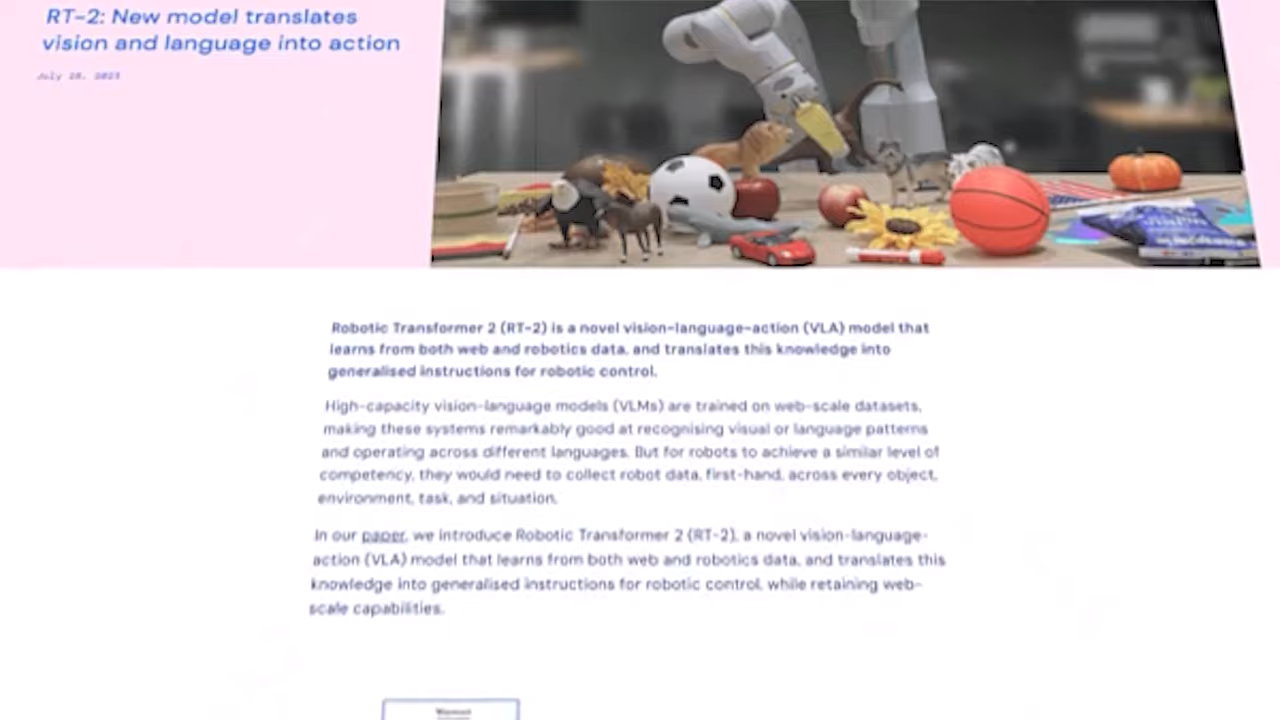 RT-2: New model translates
vision and language into action
July 28, 2023
Robotic Transformer 2 (RT-2) is a novel vision-language-action (VLA) model that
learns from both web and robotics data, and translates this knowledge into
generalised instructions for robotic control.
High-capacity vision-language models (VLMs) are trained on web-scale datasets,
making these systems remarkably good at recognising visual or language patterns
and operating across different languages. But for robots to achieve a similar level of
competency, they would need to collect robot data, first-hand, across every object,
environment, task, and situation.
In our paper, we introduce Robotic Transformer 2 (RT-2), a novel vision-language-
action (VLA) model that learns from both web and robotics data, and translates this
knowledge into generalised instructions for robotic control, while retaining web-
scale capabilities.